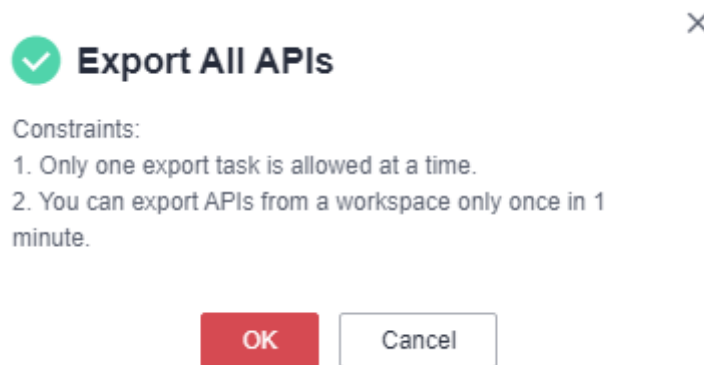 Export All APIs
Constraints:
1. Only one export task is allowed at a time.
2. You can export APIs from a workspace only once in 1
minute.
OK
Cancel